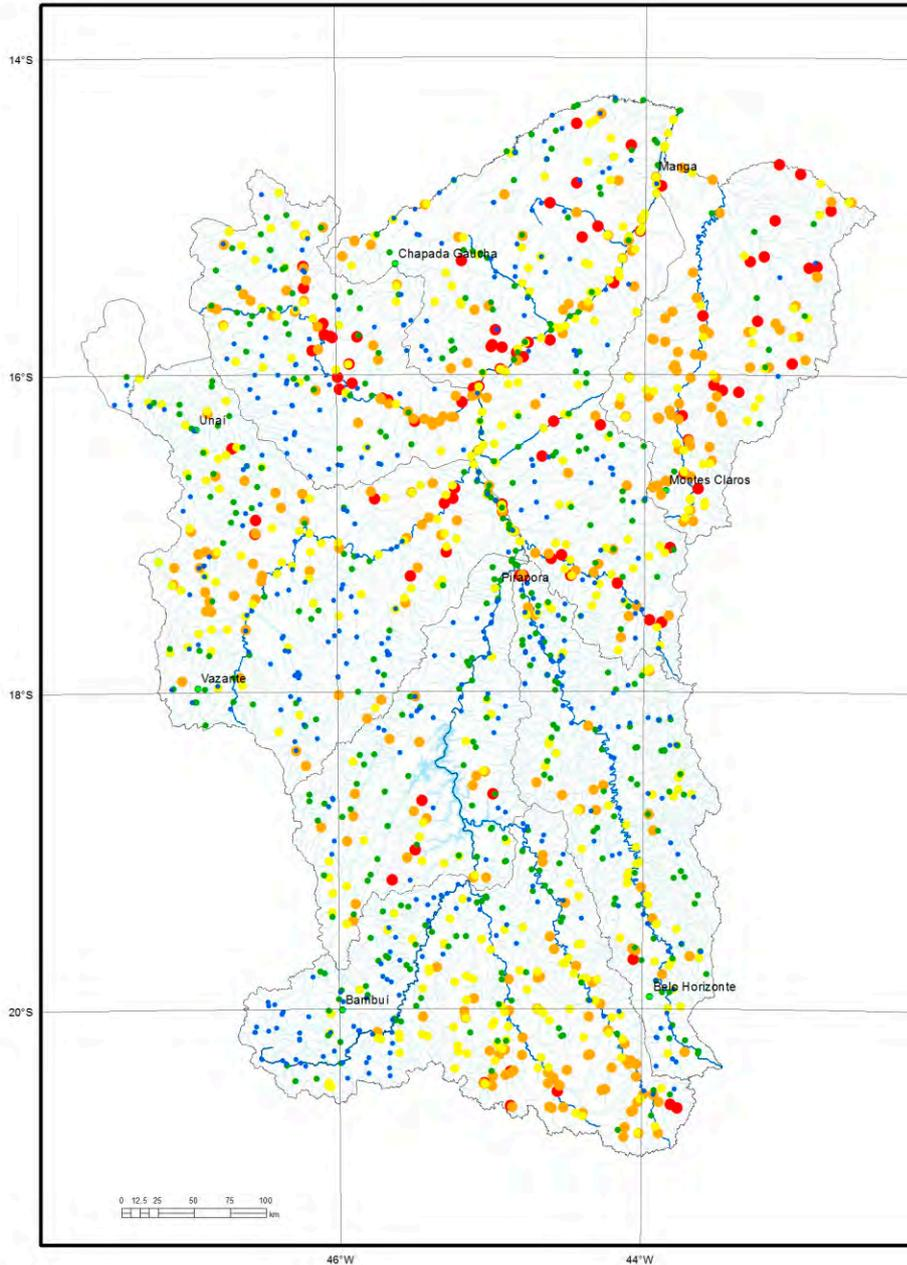 14°S
Manga
Chapada Gaúcha
16°S
Unaí
Montes Claros
Pirapora
Vazante
18°S
Belo Horizonte
Bambuí
20°S
0 12.5 25 50 75 100
km
46°W 44°W